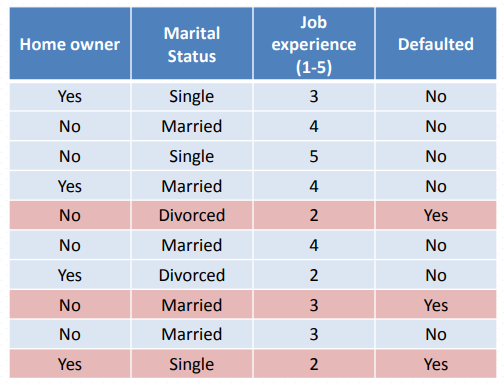 Home owner Marital Status Job experience (1-5) Defaulted
Yes Single 3 No
No Married 4 No
No Single 5 No
Yes Married 4 No
No Divorced 2 Yes
No Married 4 No
Yes Divorced 2 No
No Married 3 Yes
No Married 3 No
Yes Single 2 Yes